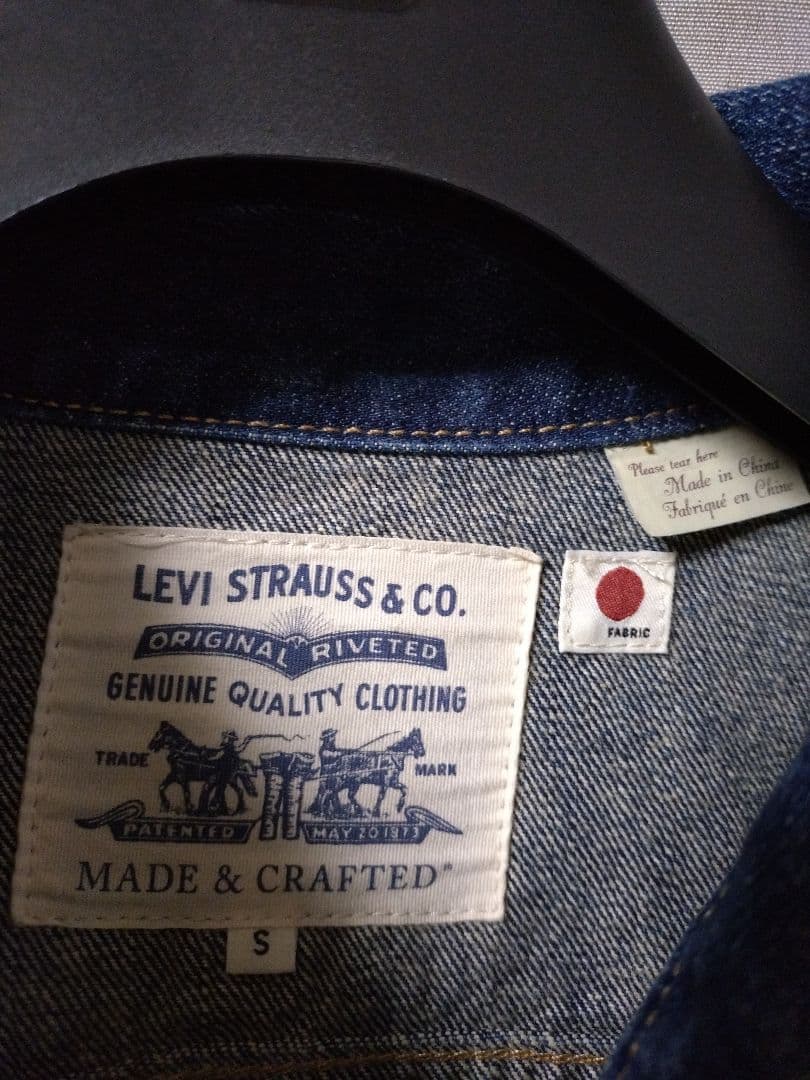 LEVI STRAUSS & CO.
ORIGINAL RIVETED
GENUINE QUALITY CLOTHING
TRADE MARK
PATENTED MAY 20 1873
MADE & CRAFTED®
S
FABRIC
Please tear here
Made in China
Fabriqué en Chine